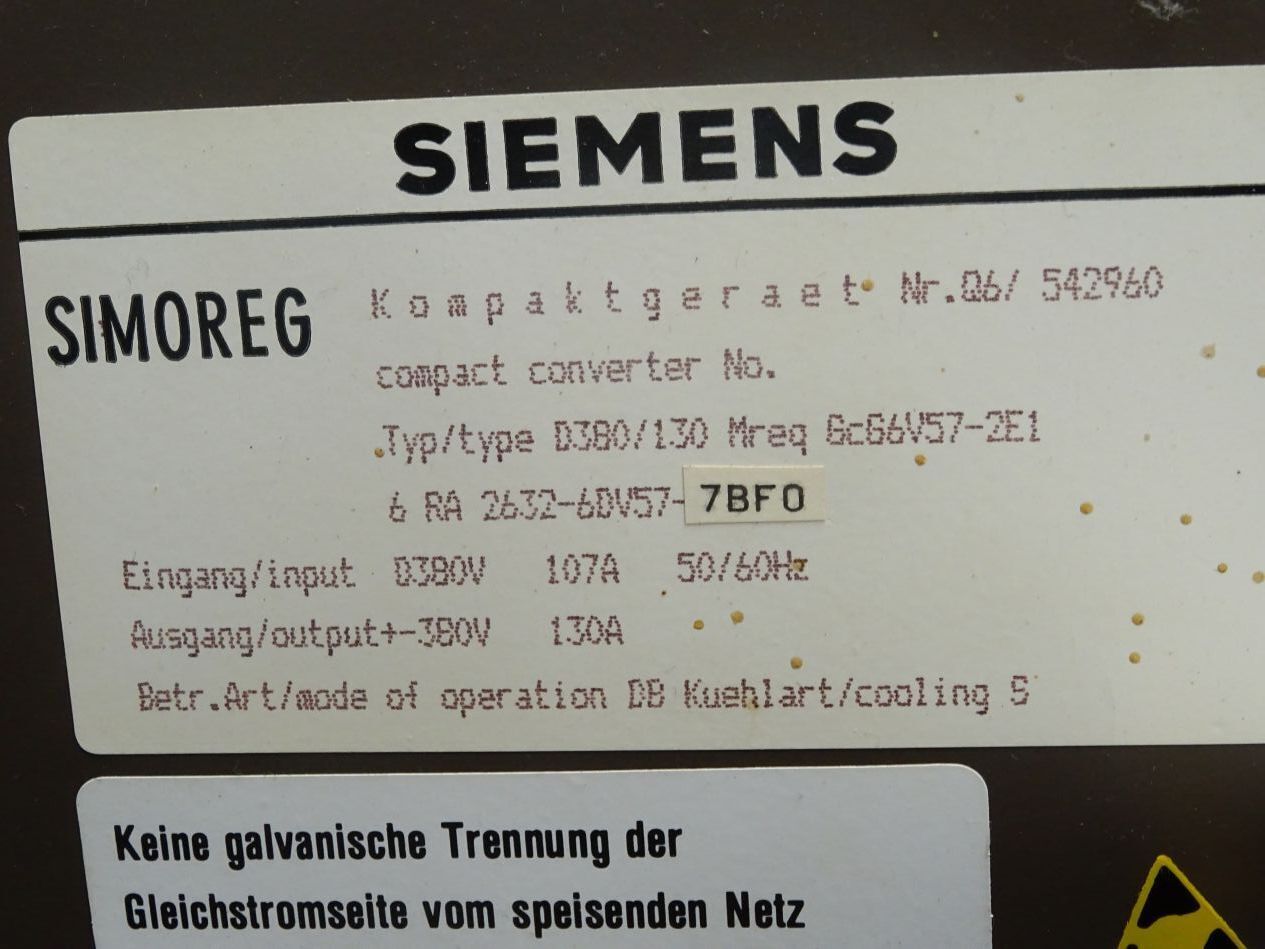 SIEMENS
SIMOREG
Kompaktgeraet Nr.Q6/ 542960
compact converter No.
Typ/type D380/130 Mreq GcG6V57-2E1
6 RA 2632-6DV57-7BF0
Eingang/input D380V 107A 50/60Hz
Ausgang/output+-380V 130A
Betr.Art/mode of operation DB Kuehlart/cooling S
Keine galvanische Trennung der
Gleichstromseite vom speisenden Netz